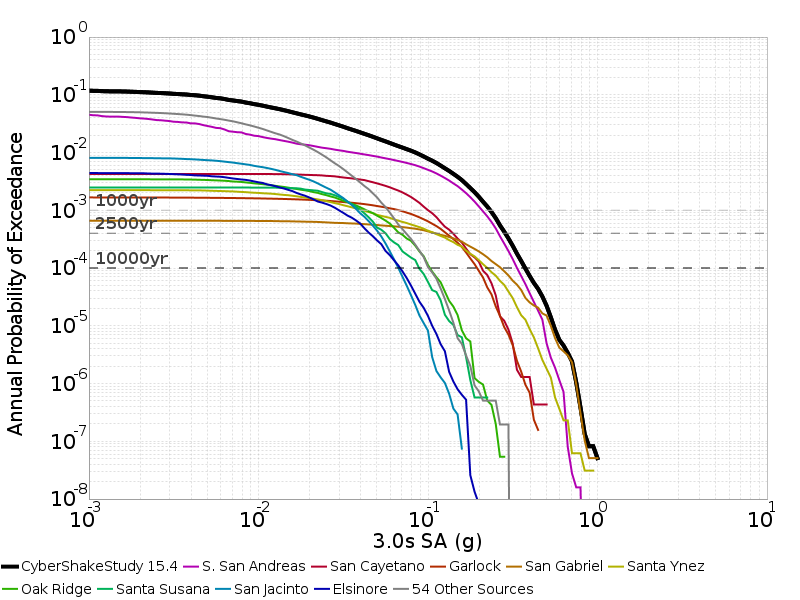 10^0
10^-1
10^-2
10^-3
10^-4
10^-5
10^-6
10^-7
10^-8
Annual Probability of Exceedance
1000yr
2500yr
10000yr
10^-3 10^-2 10^-1 10^0 10^1
3.0s SA (g)
CyberShakeStudy 15.4 S. San Andreas San Cayetano Garlock San Gabriel Santa Ynez
Oak Ridge Santa Susana San Jacinto Elsinore 54 Other Sources